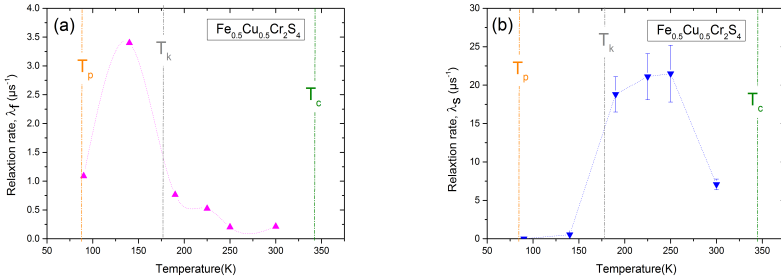 (a)
Fe0.5Cu0.5Cr2S4
Tp
Tk
Tc
Relaxtion rate, λf (µs-1)
4.0
3.5
3.0
2.5
2.0
1.5
1.0
0.5
0.0
50 100 150 200 250 300 350
Temperature(K)
(b)
Fe0.5Cu0.5Cr2S4
Tp
Tk
Tc
Relaxtion rate, λ-S (µs-1)
30
25
20
15
10
5
0
50 100 150 200 250 300 350
Temperature(K)